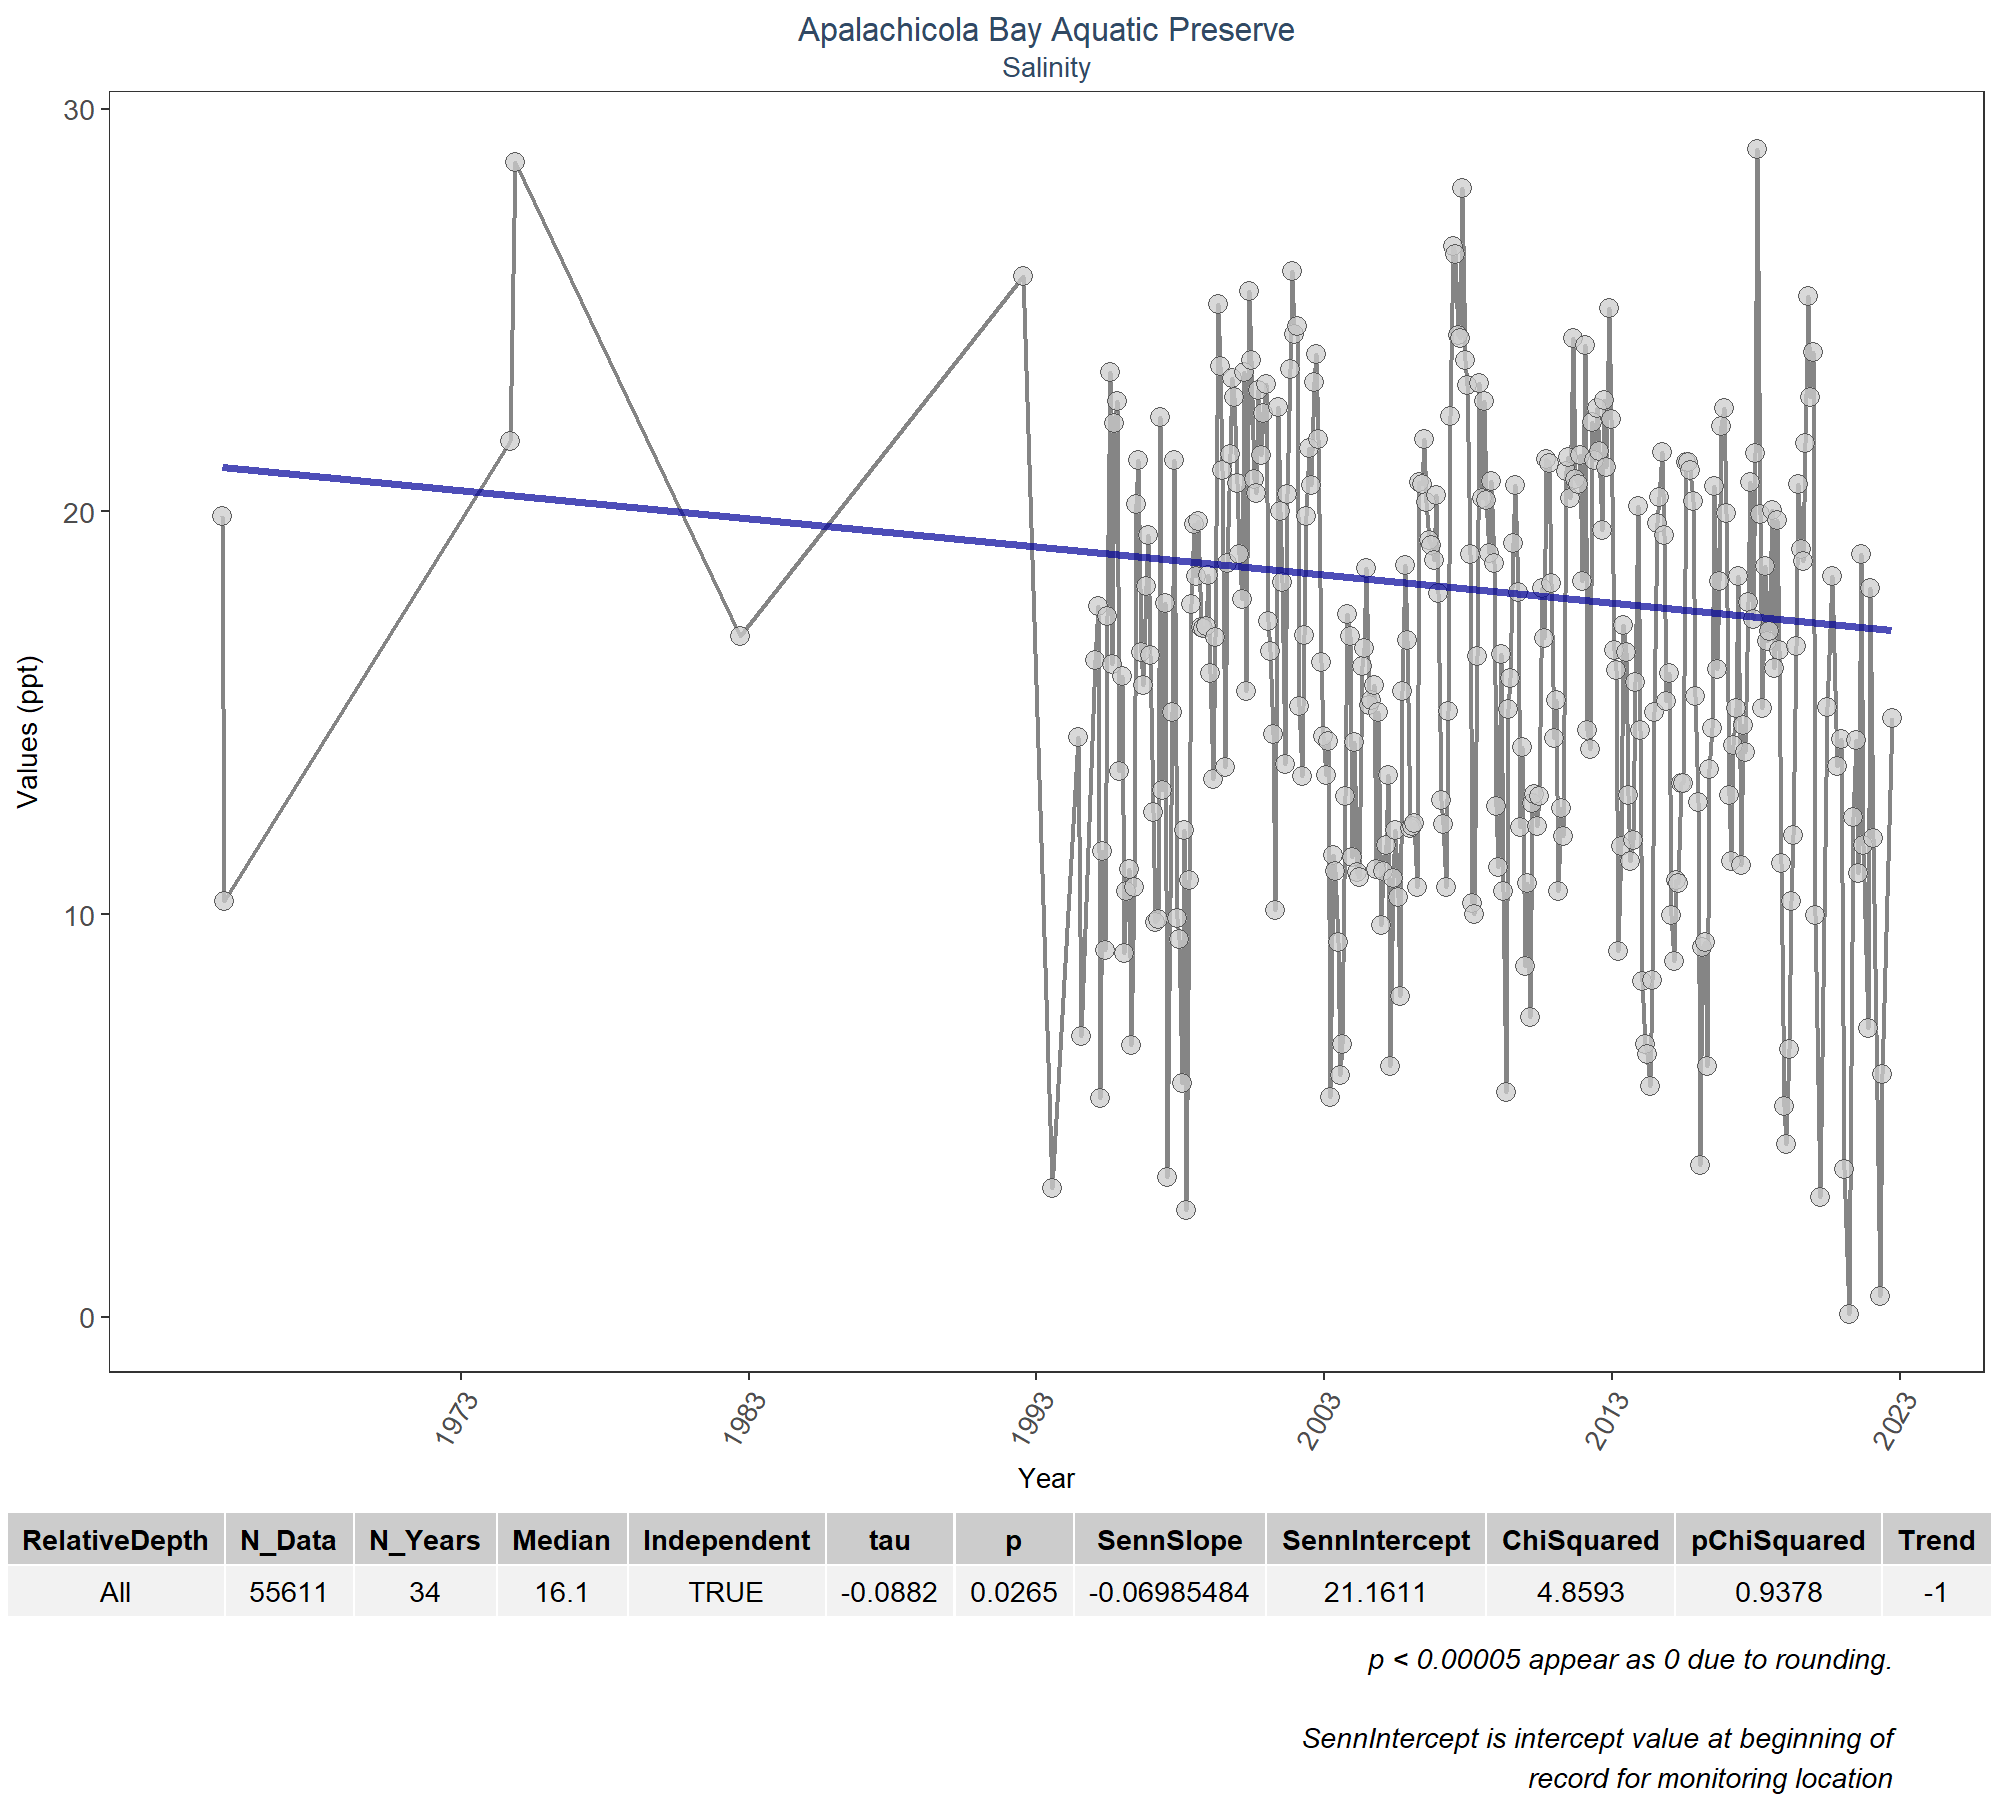 Apalachicola Bay Aquatic Preserve
Salinity
30
20
10
0
Values (ppt)
1973 1983 1993 2003 2013 2023
Year
RelativeDepth N_Data N_Years Median Independent tau p SennSlope SennIntercept ChiSquared pChiSquared Trend
All 55611 34 16.1 TRUE -0.0882 0.0265 -0.06985484 21.1611 4.8593 0.9378 -1
p < 0.00005 appear as 0 due to rounding.
SennIntercept is intercept value at beginning of
record for monitoring location